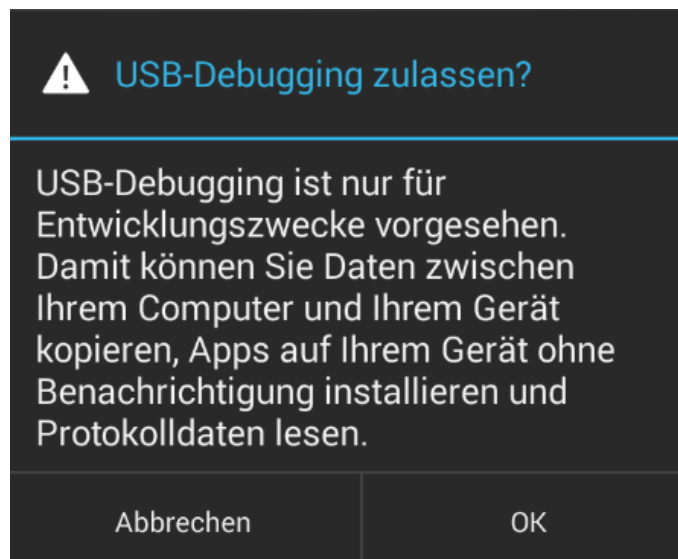 USB-Debugging zulassen?
USB-Debugging ist nur für
Entwicklungszwecke vorgesehen.
Damit können Sie Daten zwischen
Ihrem Computer und Ihrem Gerät
kopieren, Apps auf Ihrem Gerät ohne
Benachrichtigung installieren und
Protokolldaten lesen.
Abbrechen
OK